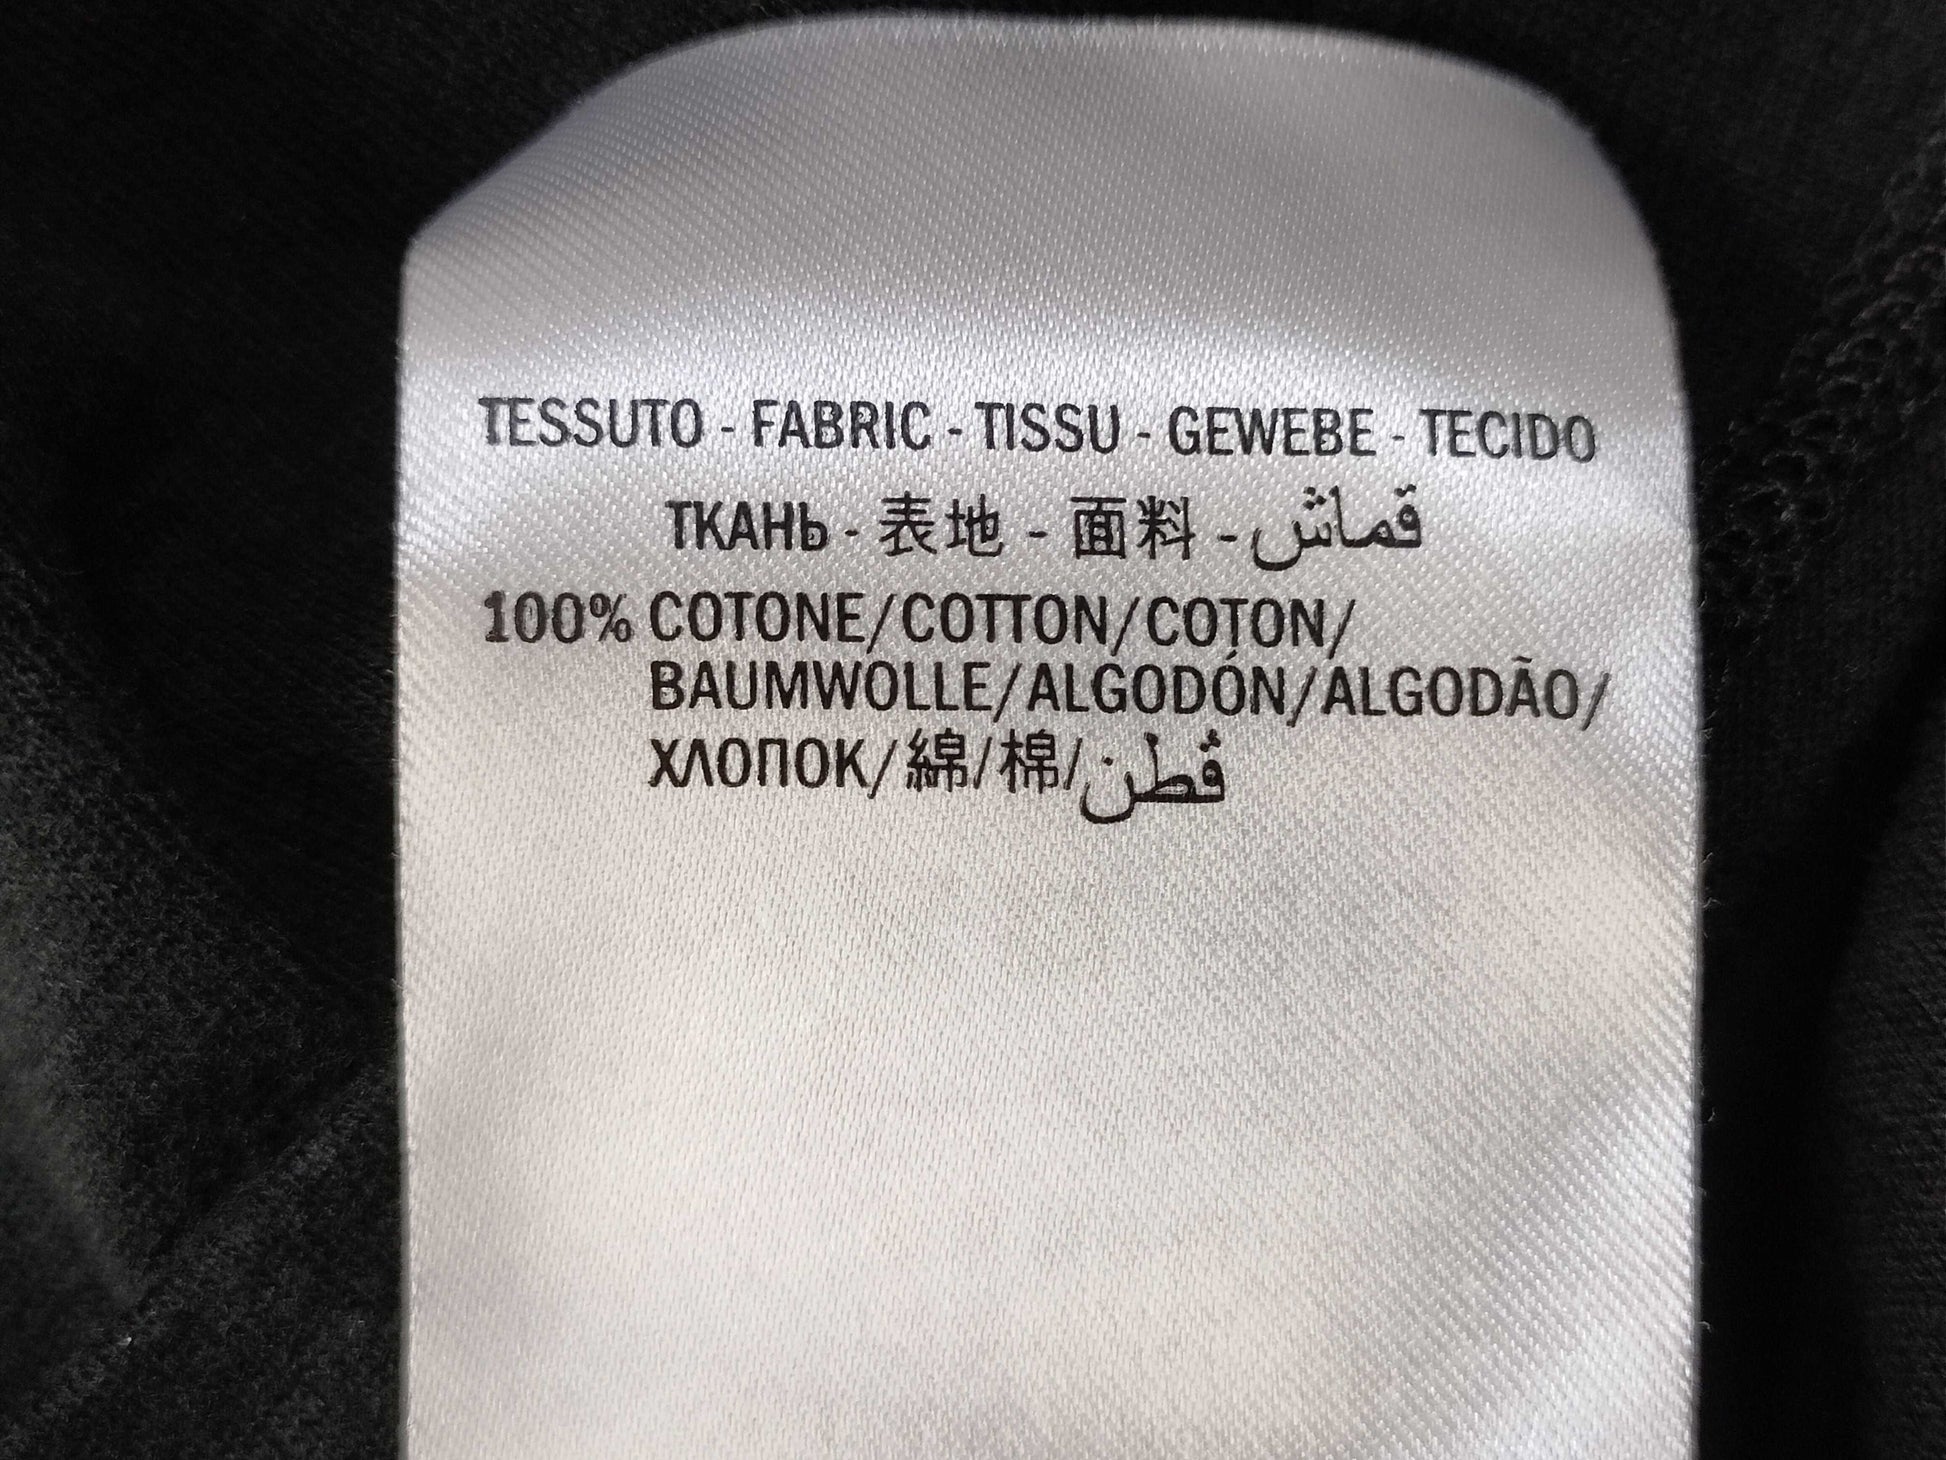 TESSUTO - FABRIC - TISSU - GEWEBE - TECIDO
ТКАНЬ - 表地 - 面料 - قماش
100% COTONE/COTTON/COTON/
BAUMWOLLE/ALGODÓN/ALGODÃO/
ХЛОПОК/綿/棉/قُطن